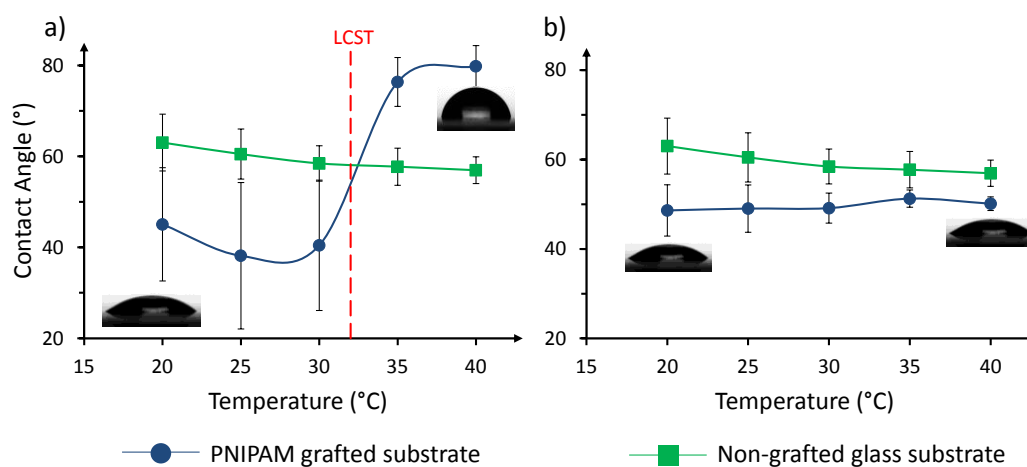 a)
b)
LCST
80
60
40
20
Contact Angle (°)
15 20 25 30 35 40
Temperature (°C)
80
60
40
20
15 20 25 30 35 40
Temperature (°C)
PNIPAM grafted substrate
Non-grafted glass substrate